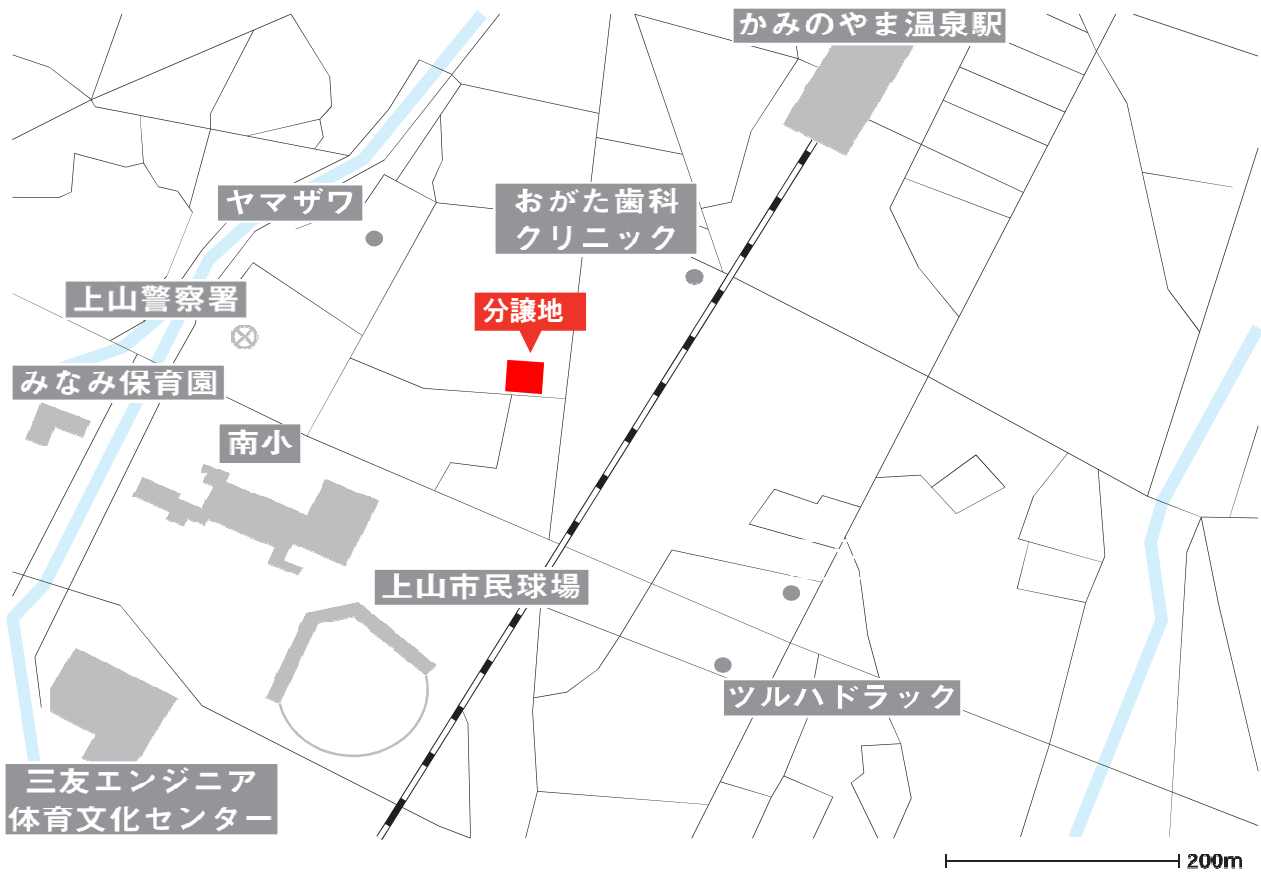 かみのやま温泉駅
ヤマザワ
おがた歯科
クリニック
上山警察署
分譲地
みなみ保育園
南小
上山市民球場
ツルハドラック
三友エンジニア
体育文化センター
200m